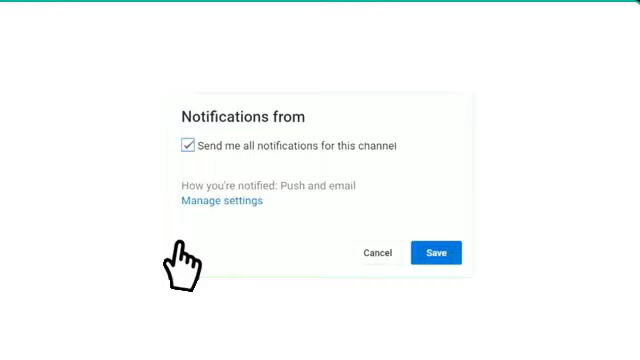 Notifications from
Send me all notifications for this channel
How you're notified: Push and email
Manage settings
Cancel
Save